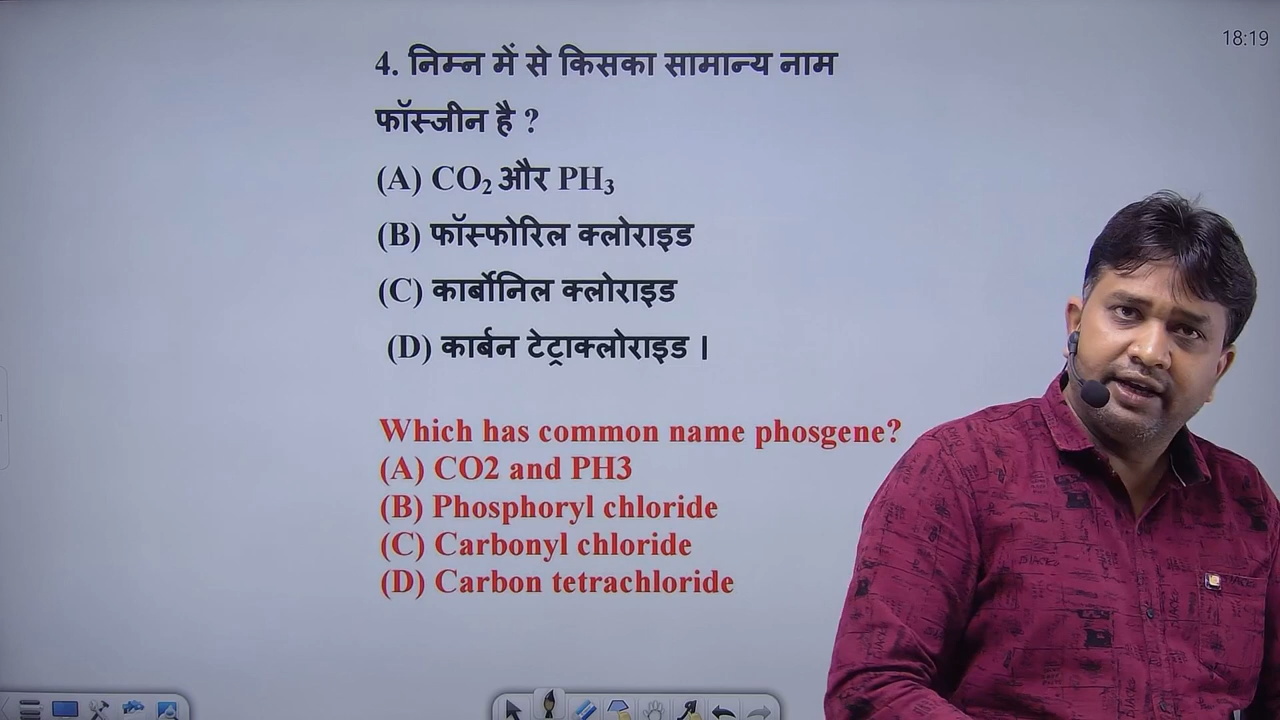 18:19
4. निम्न में से किसका सामान्य नाम
फॉस्जीन है ?
(A) CO₂ और PH₃
(B) फॉस्फोरिल क्लोराइड
(C) कार्बोनिल क्लोराइड
(D) कार्बन टेट्राक्लोराइड ।
Which has common name phosgene?
(A) CO2 and PH3
(B) Phosphoryl chloride
(C) Carbonyl chloride
(D) Carbon tetrachloride